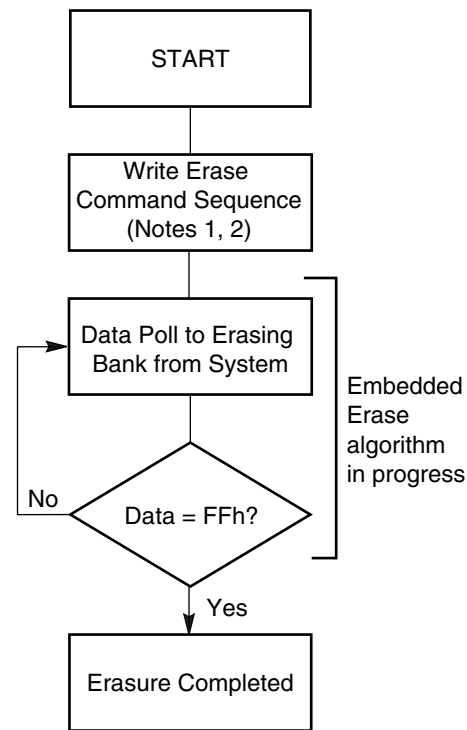 START
Write Erase
Command Sequence
(Notes 1, 2)
Data Poll to Erasing
Bank from System
Embedded
Erase
algorithm
in progress
No
Data = FFh?
Yes
Erasure Completed